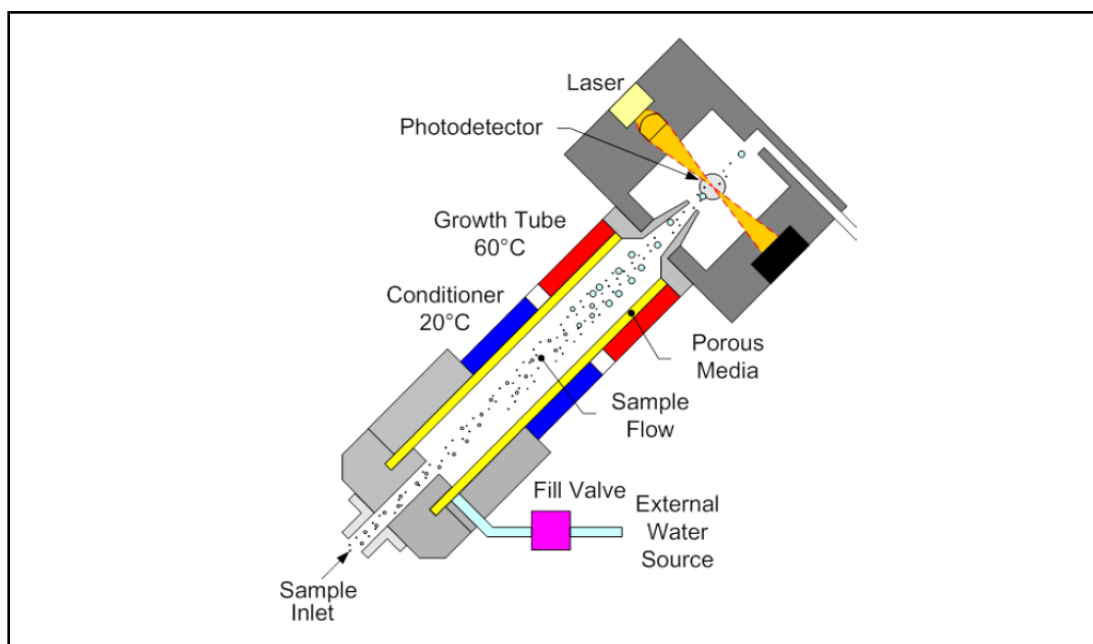 Laser
Photodetector
Growth Tube
60°C
Conditioner
20°C
Porous
Media
Sample
Flow
Fill Valve
External
Water
Source
Sample
Inlet